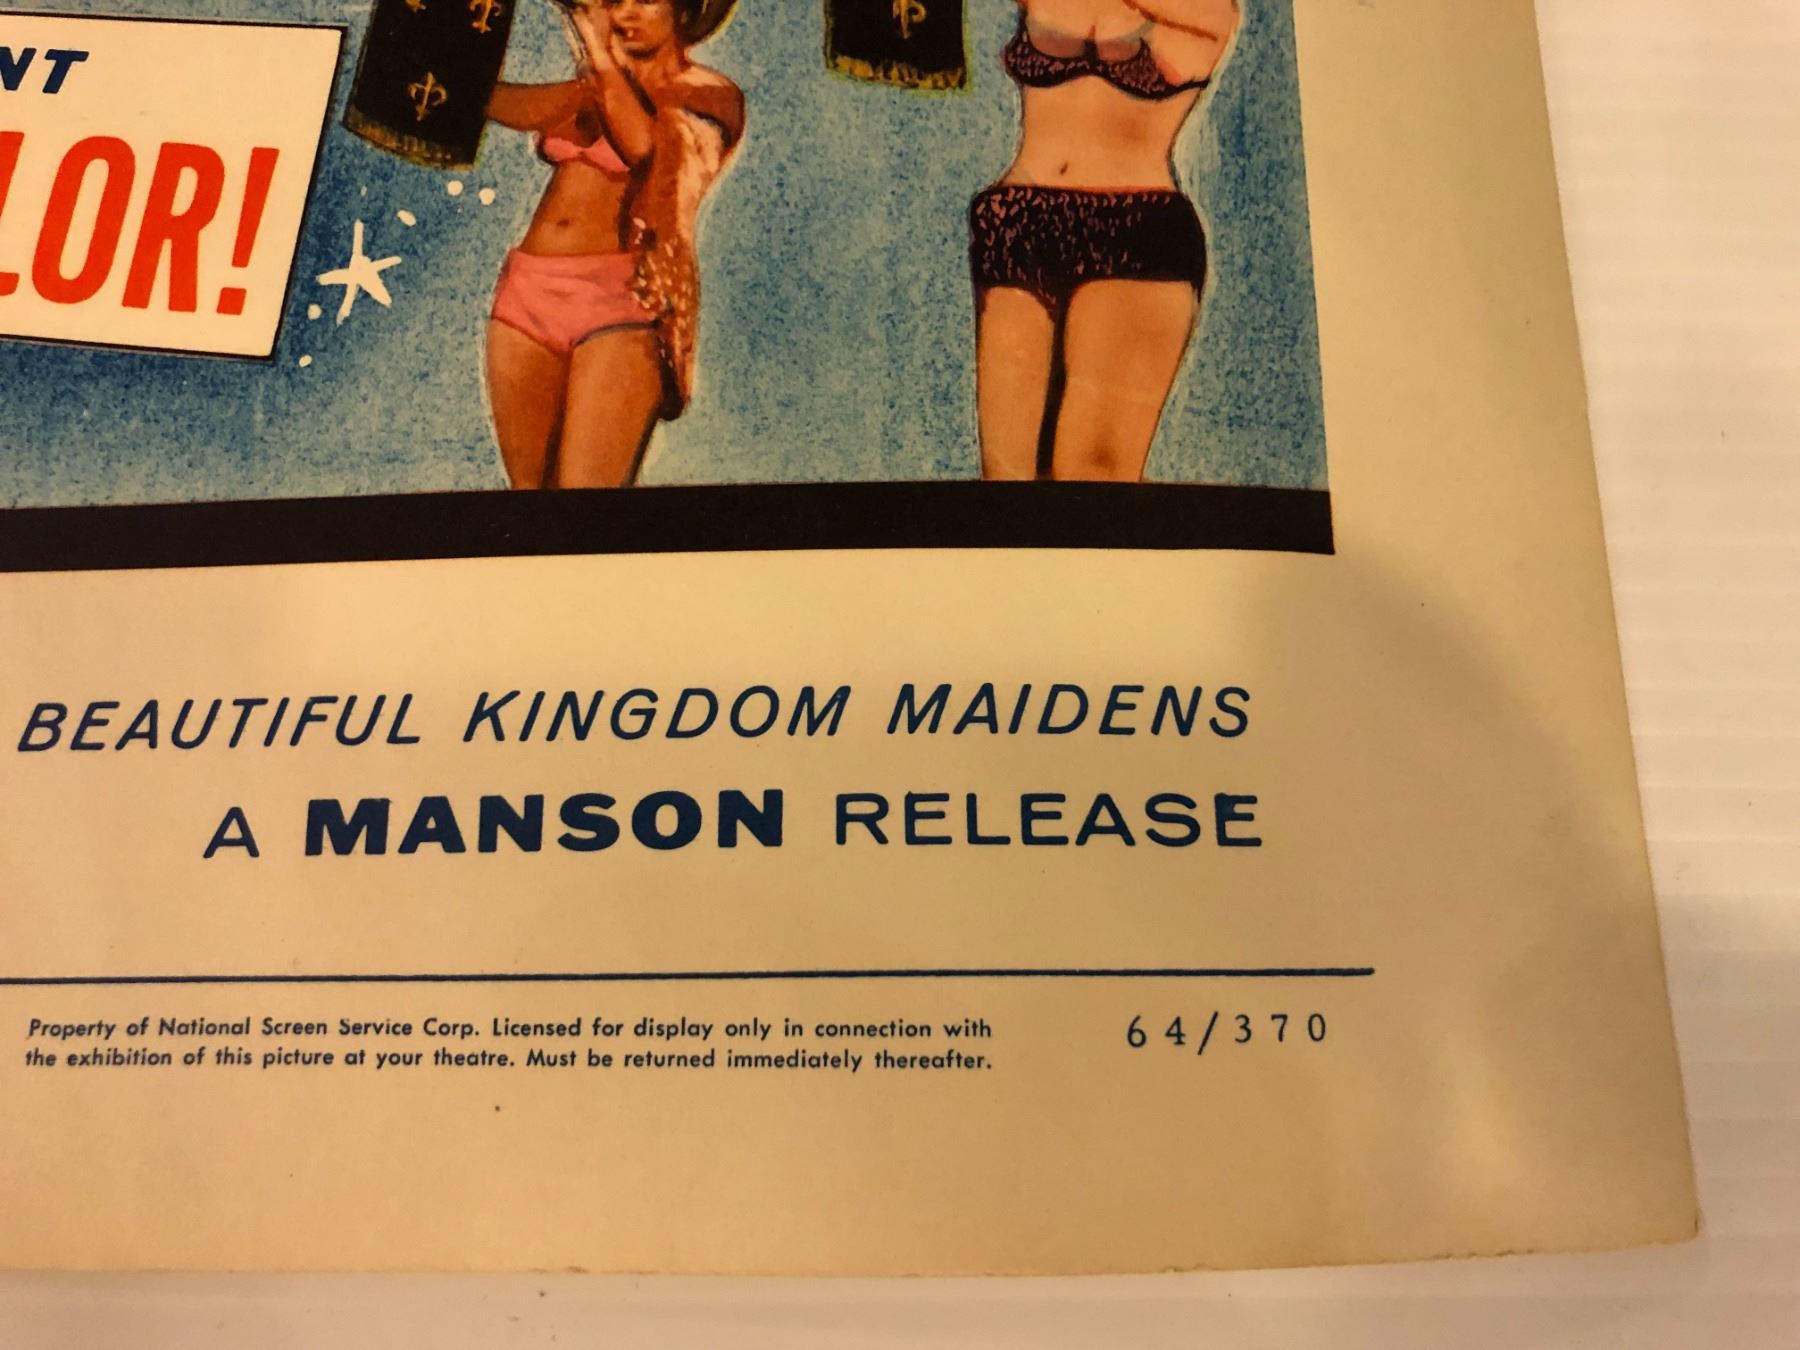 NT
LOR!
BEAUTIFUL KINGDOM MAIDENS
A MANSON RELEASE
Property of National Screen Service Corp. Licensed for display only in connection with
the exhibition of this picture at your theatre. Must be returned immediately thereafter.
64/370